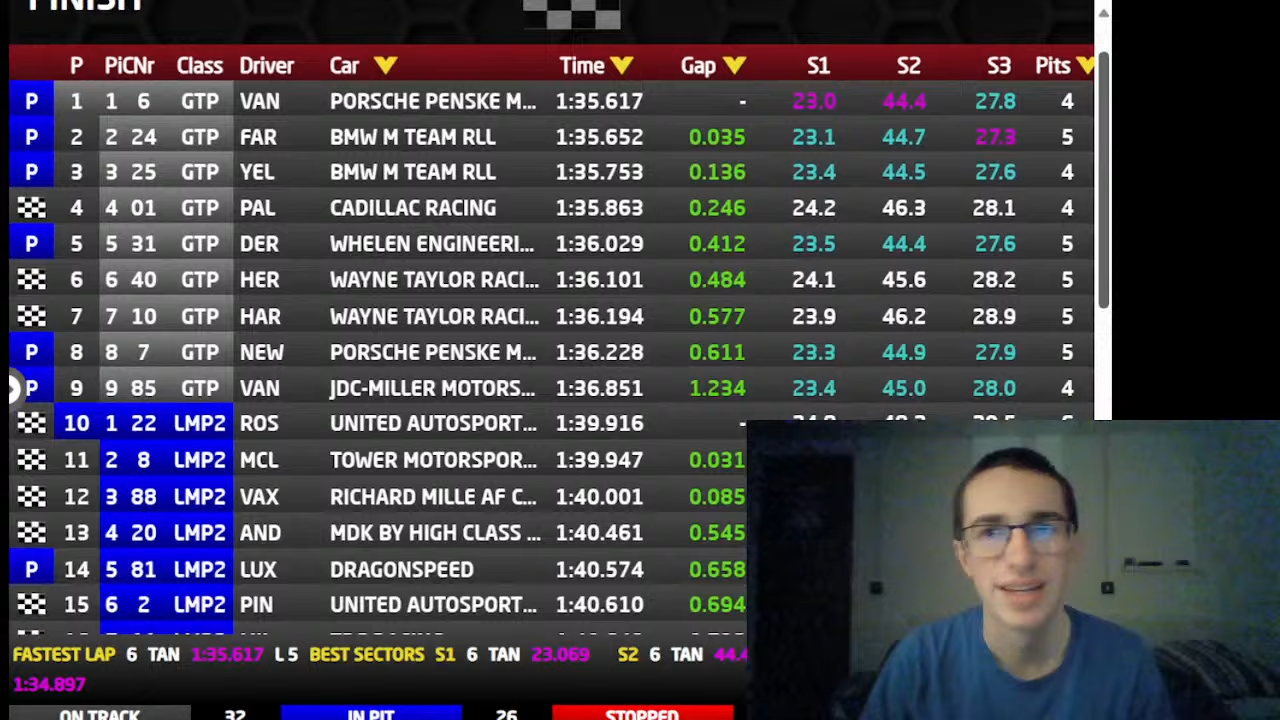 FINISH
P PiCNr Class Driver Car Time Gap S1 S2 S3 Pits
P 1 1 6 GTP VAN PORSCHE PENSKE M... 1:35.617 - 23.0 44.4 27.8 4
P 2 2 24 GTP FAR BMW M TEAM RLL 1:35.652 0.035 23.1 44.7 27.3 5
P 3 3 25 GTP YEL BMW M TEAM RLL 1:35.753 0.136 23.4 44.5 27.6 4
4 4 01 GTP PAL CADILLAC RACING 1:35.863 0.246 24.2 46.3 28.1 4
P 5 5 31 GTP DER WHELEN ENGINEERI... 1:36.029 0.412 23.5 44.4 27.6 5
6 6 40 GTP HER WAYNE TAYLOR RACI... 1:36.101 0.484 24.1 45.6 28.2 5
7 7 10 GTP HAR WAYNE TAYLOR RACI... 1:36.194 0.577 23.9 46.2 28.9 5
P 8 8 7 GTP NEW PORSCHE PENSKE M... 1:36.228 0.611 23.3 44.9 27.9 5
P 9 9 85 GTP VAN JDC-MILLER MOTORS... 1:36.851 1.234 23.4 45.0 28.0 4
10 1 22 LMP2 ROS UNITED AUTOSPORT... 1:39.916 -
11 2 8 LMP2 MCL TOWER MOTORSPOR... 1:39.947 0.031
12 3 88 LMP2 VAX RICHARD MILLE AF C... 1:40.001 0.085
13 4 20 LMP2 AND MDK BY HIGH CLASS ... 1:40.461 0.545
P 14 5 81 LMP2 LUX DRAGONSPEED 1:40.574 0.658
15 6 2 LMP2 PIN UNITED AUTOSPORT... 1:40.610 0.694
FASTEST LAP 6 TAN 1:35.617 L 5 BEST SECTORS S1 6 TAN 23.069 S2 6 TAN 44.4
1:34.897
ON TRACK 32 IN PIT 26 STOPPED